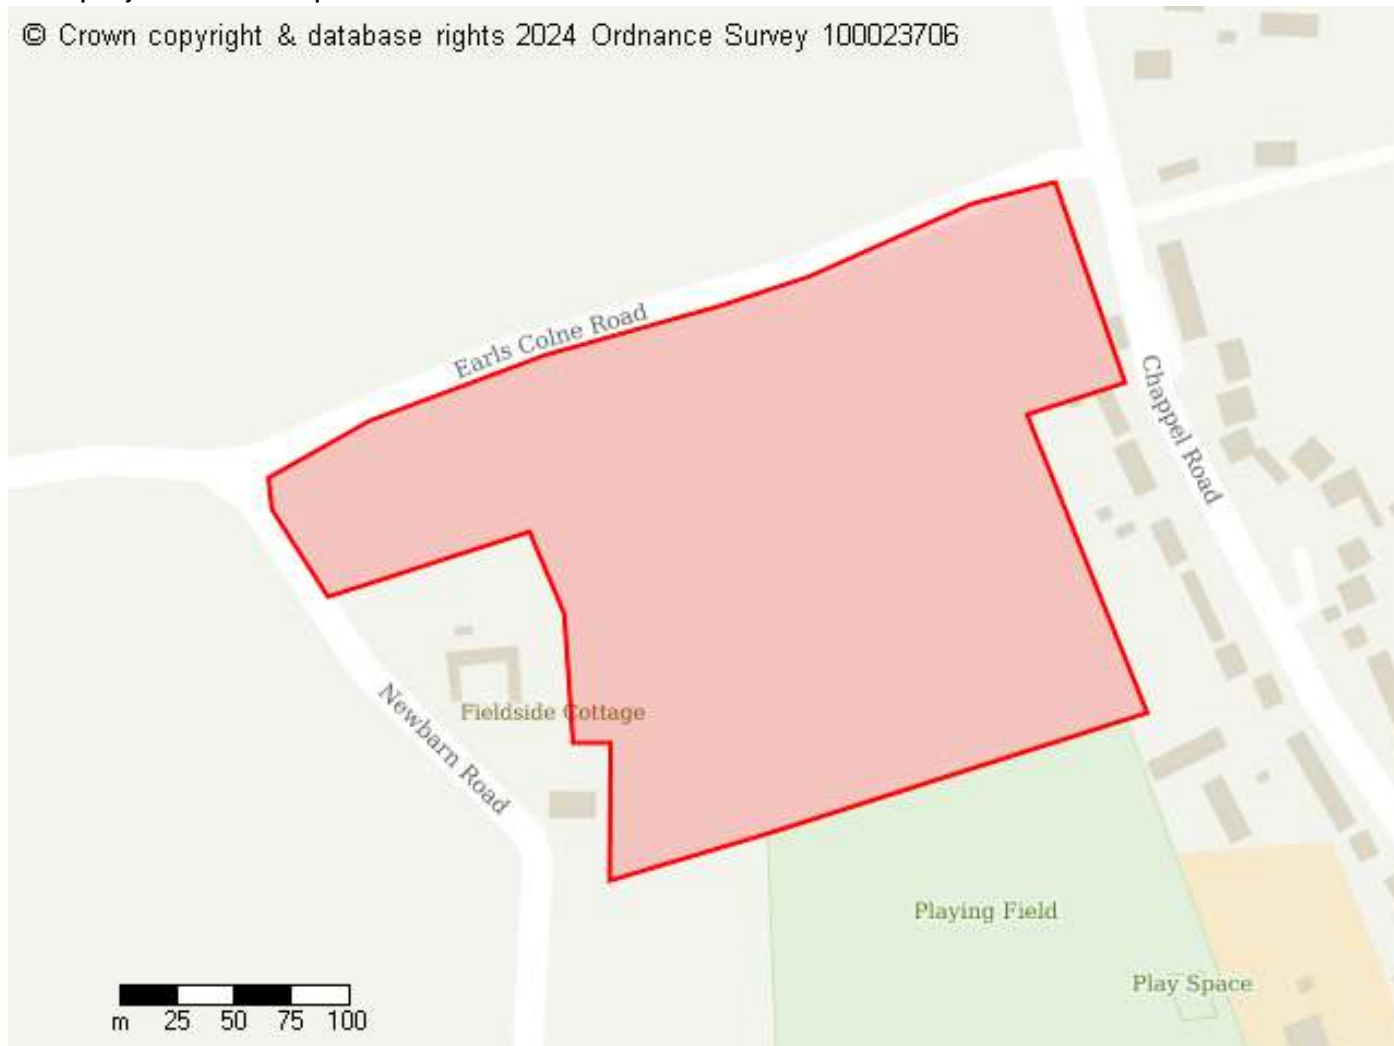 © Crown copyright & database rights 2024 Ordnance Survey 100023706
Earls Colne Road
Chappel Road
Fieldside Cottage
Newbarn Road
Playing Field
Play Space
m 25 50 75 100